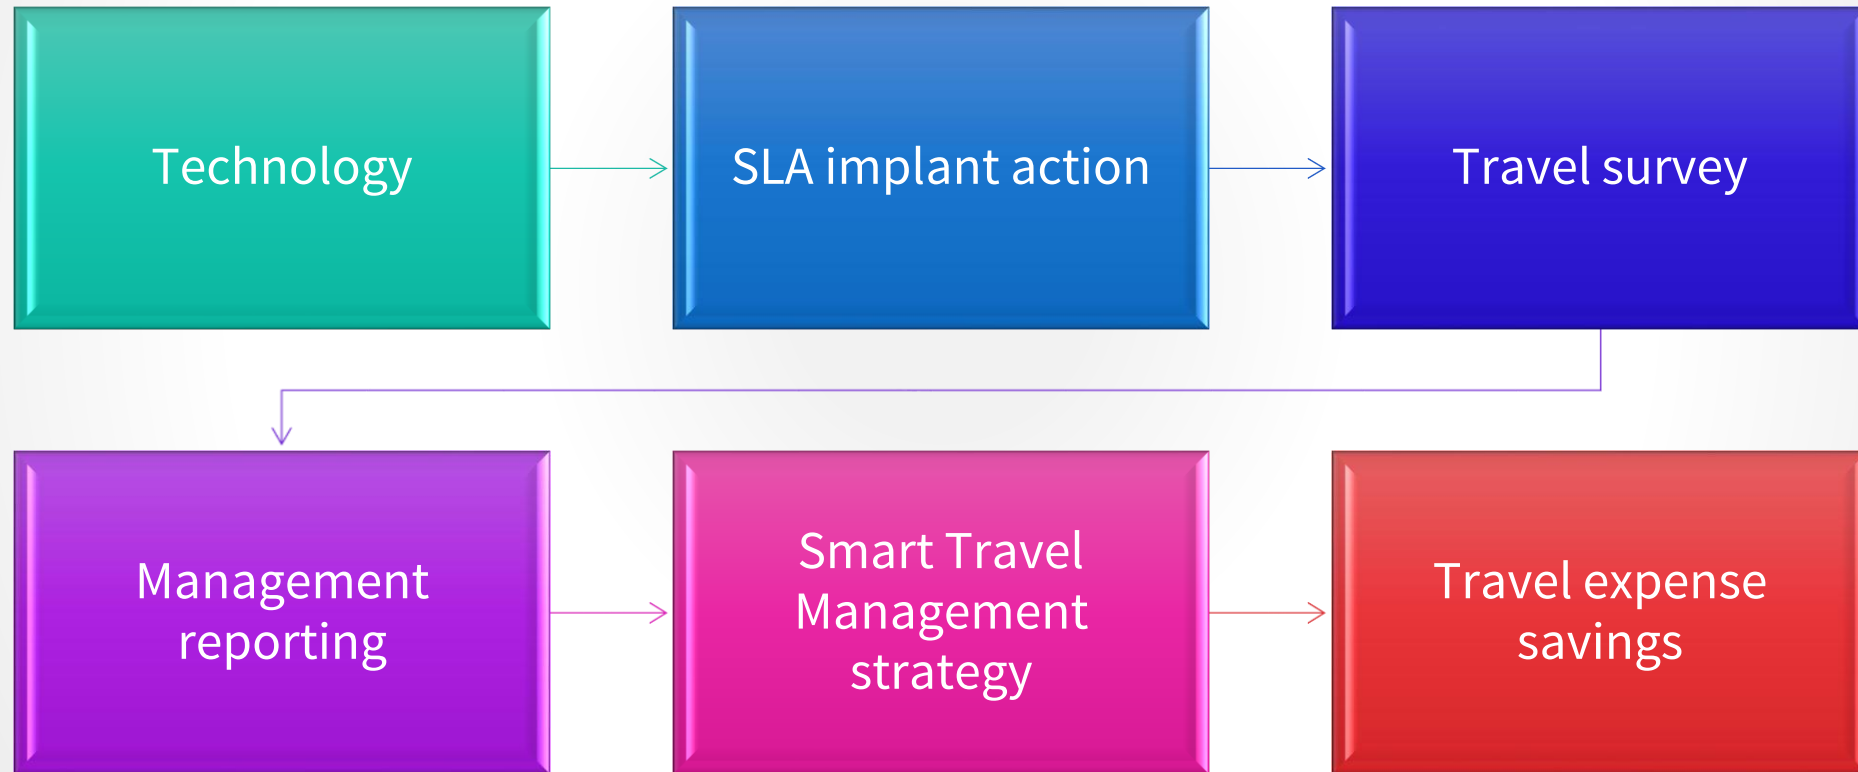 Technology
SLA implant action
Travel survey
Management
reporting
Smart Travel
Management
strategy
Travel expense
savings